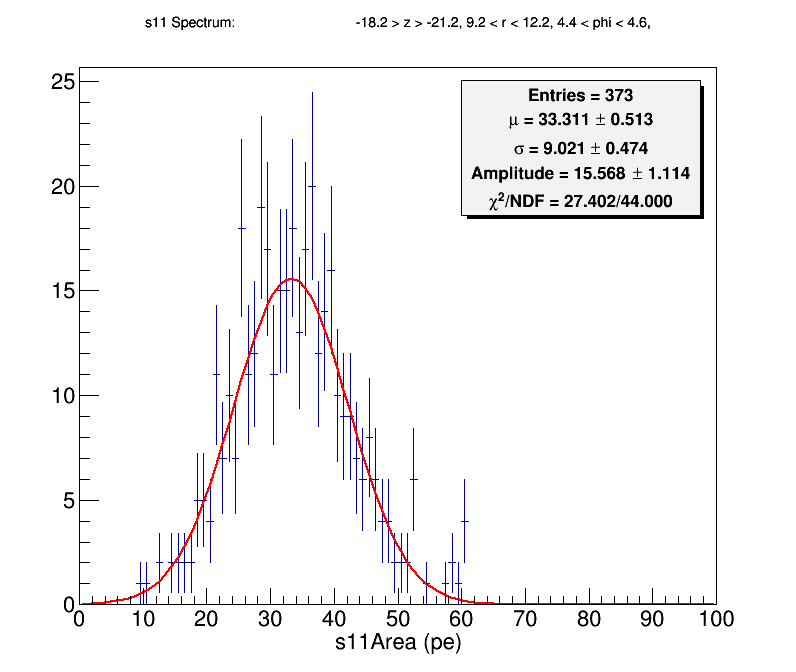 s11 Spectrum: -18.2 > z > -21.2, 9.2 < r < 12.2, 4.4 < phi < 4.6,
Entries = 373
μ = 33.311 ± 0.513
σ = 9.021 ± 0.474
Amplitude = 15.568 ± 1.114
χ²/NDF = 27.402/44.000
25
20
15
10
5
0
0 10 20 30 40 50 60 70 80 90 100
s11Area (pe)